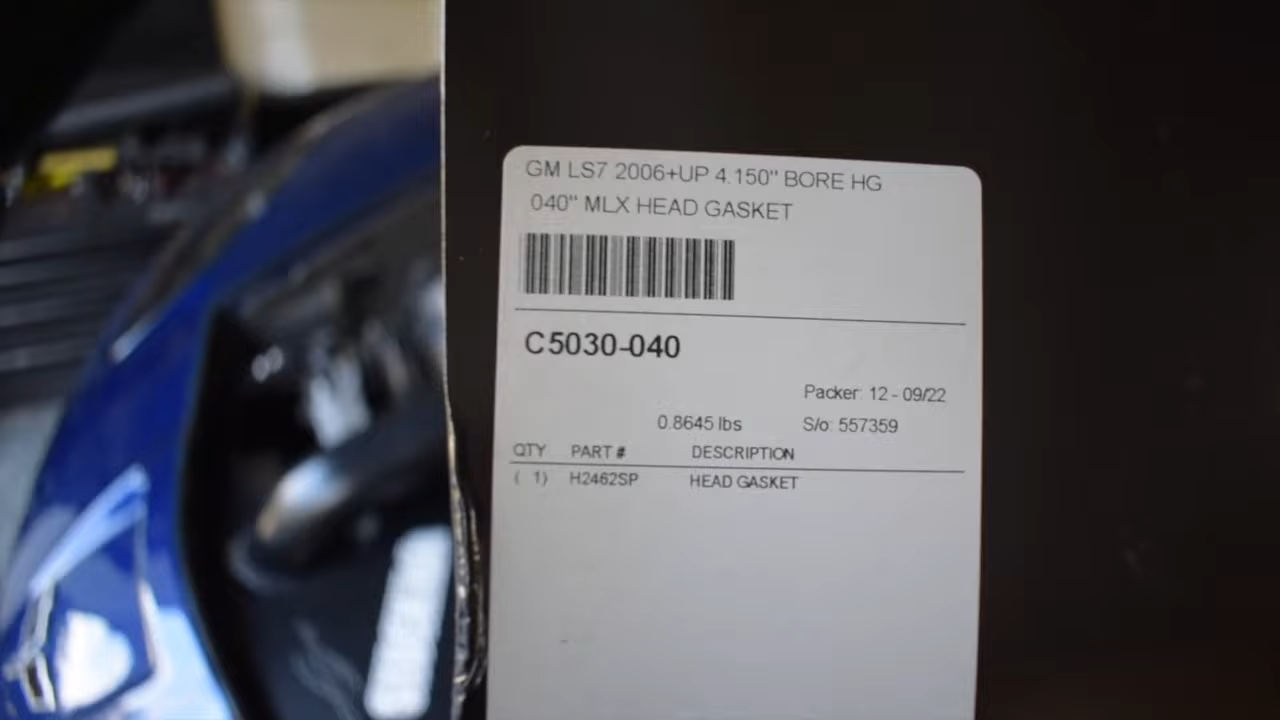 GM LS7 2006+UP 4.150" BORE HG
040" MLX HEAD GASKET
C5030-040
Packer: 12 - 09/22
0.8645 lbs S/o: 557359
QTY PART # DESCRIPTION
( 1) H2462SP HEAD GASKET